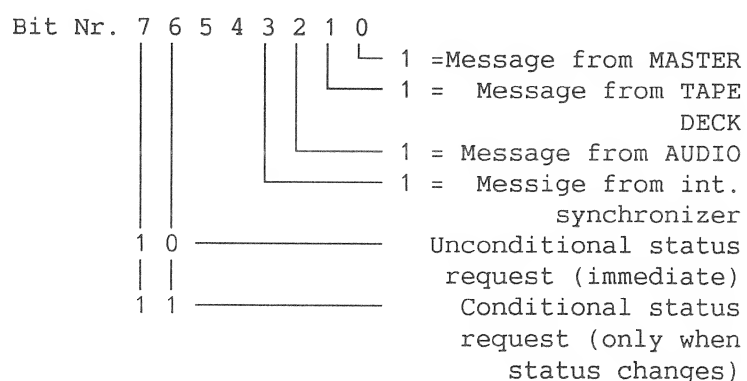 Bit Nr. 7 6 5 4 3 2 1 0
1 =Message from MASTER
1 = Message from TAPE
DECK
1 = Message from AUDIO
1 = Messige from int.
synchronizer
1 0 Unconditional status
request (immediate)
1 1 Conditional status
request (only when
status changes)